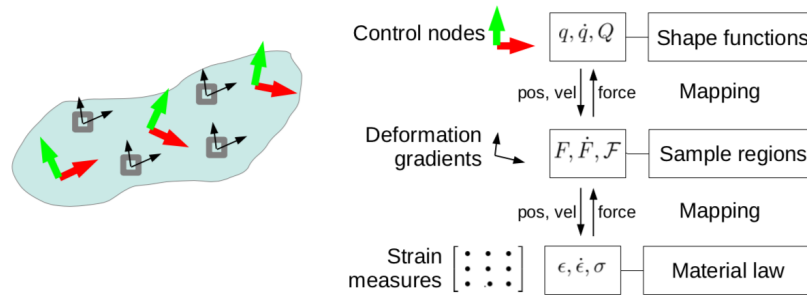 Control nodes
q, q̇, Q
Shape functions
pos, vel
force
Mapping
Deformation
gradients
F, Ḟ, ℱ
Sample regions
pos, vel
force
Mapping
Strain
measures
ϵ, ϵ̇, σ
Material law